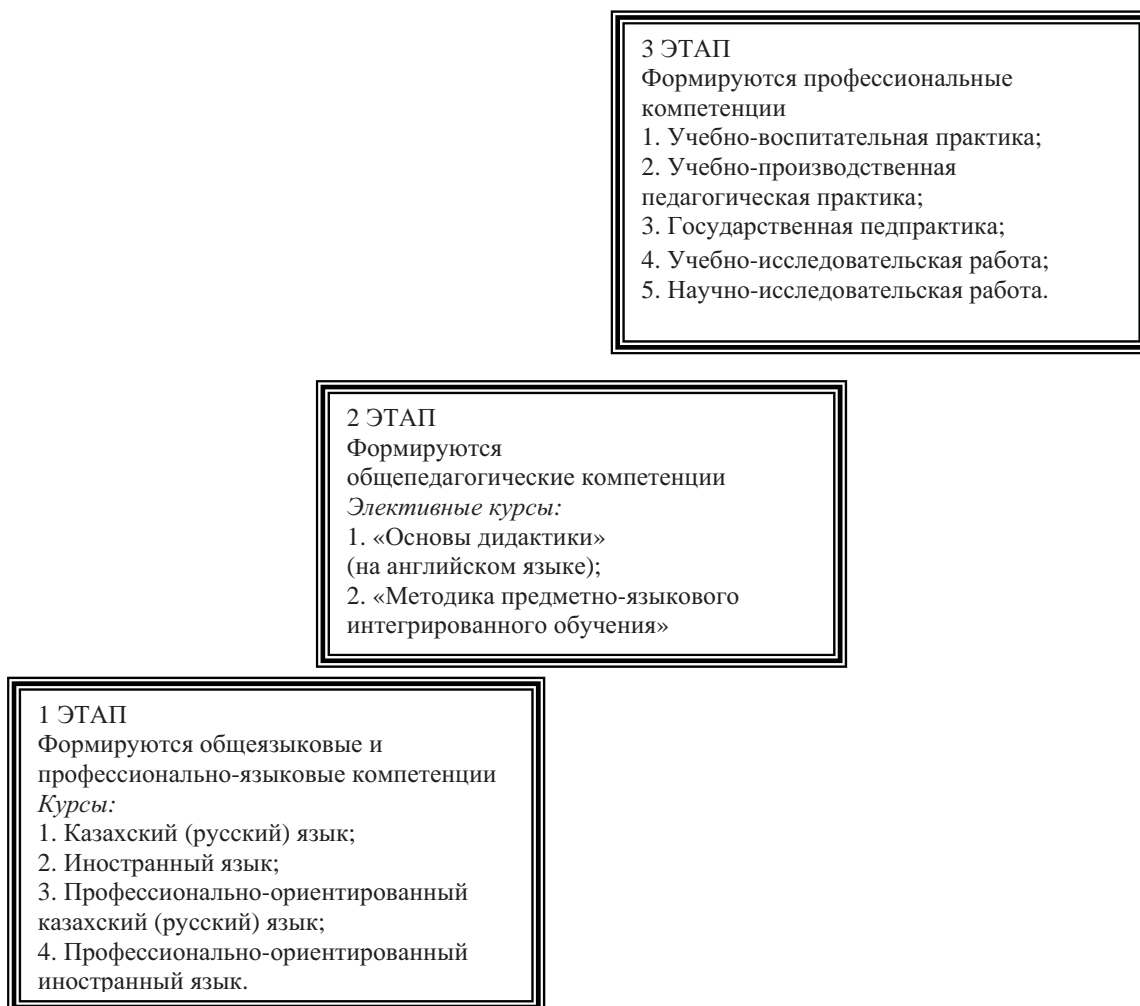 3 ЭТАП
Формируются профессиональные
компетенции
1. Учебно-воспитательная практика;
2. Учебно-производственная
педагогическая практика;
3. Государственная педпрактика;
4. Учебно-исследовательская работа;
5. Научно-исследовательская работа.
2 ЭТАП
Формируются
общепедагогические компетенции
Элективные курсы:
1. «Основы дидактики»
(на английском языке);
2. «Методика предметно-языкового
интегрированного обучения»
1 ЭТАП
Формируются общеязыковые и
профессионально-языковые компетенции
Курсы:
1. Казахский (русский) язык;
2. Иностранный язык;
3. Профессионально-ориентированный
казахский (русский) язык;
4. Профессионально-ориентированный
иностранный язык.